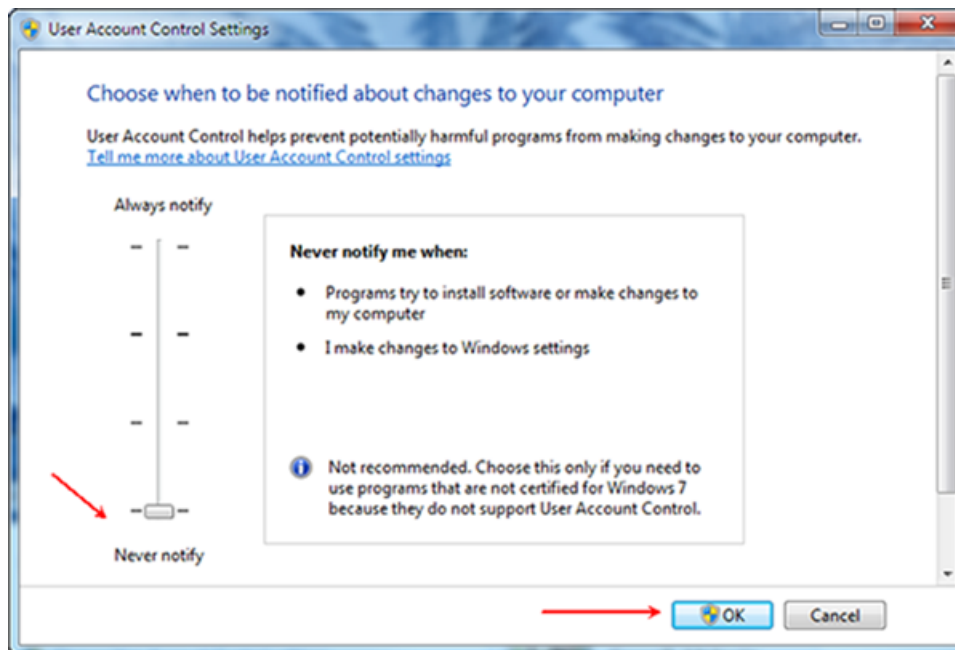 User Account Control Settings
Choose when to be notified about changes to your computer
User Account Control helps prevent potentially harmful programs from making changes to your computer.
Tell me more about User Account Control settings
Always notify
Never notify me when:
• Programs try to install software or make changes to
my computer
• I make changes to Windows settings
Not recommended. Choose this only if you need to
use programs that are not certified for Windows 7
because they do not support User Account Control.
Never notify
OK
Cancel